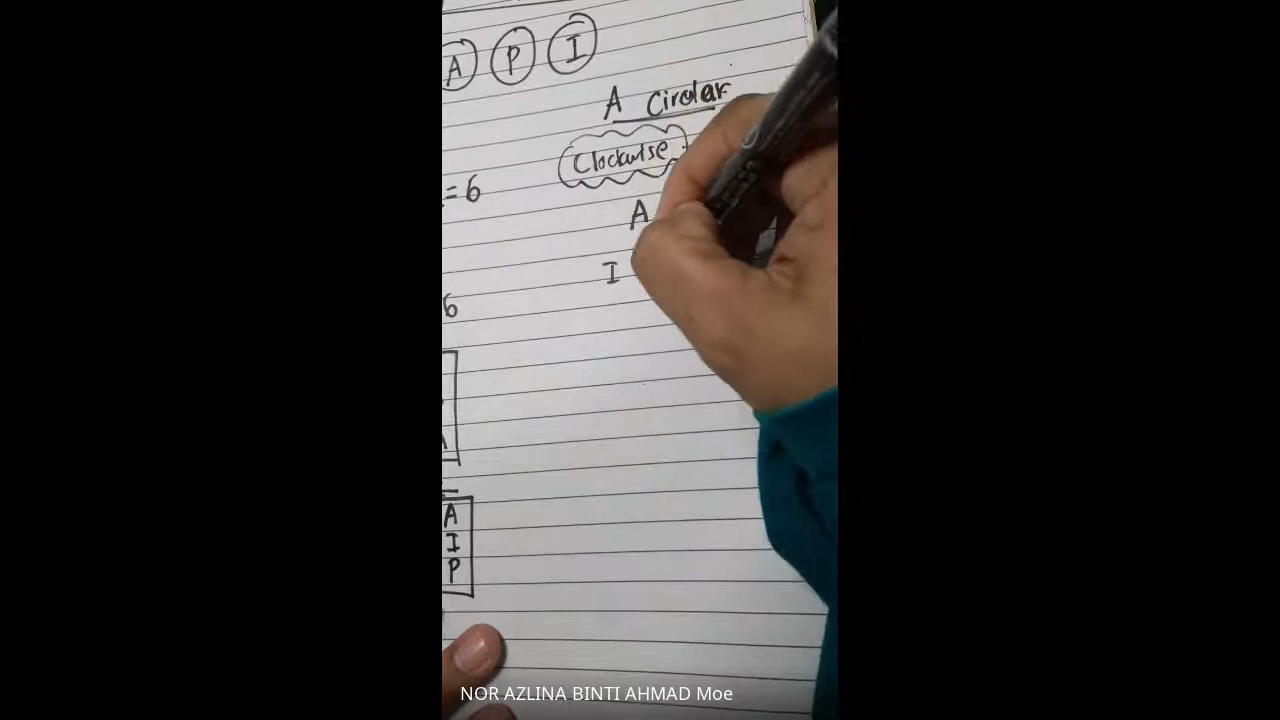 A P I
A Circlar
Clockwise
=6
A
I
6
A
A
I
P
NOR AZLINA BINTI AHMAD Moe